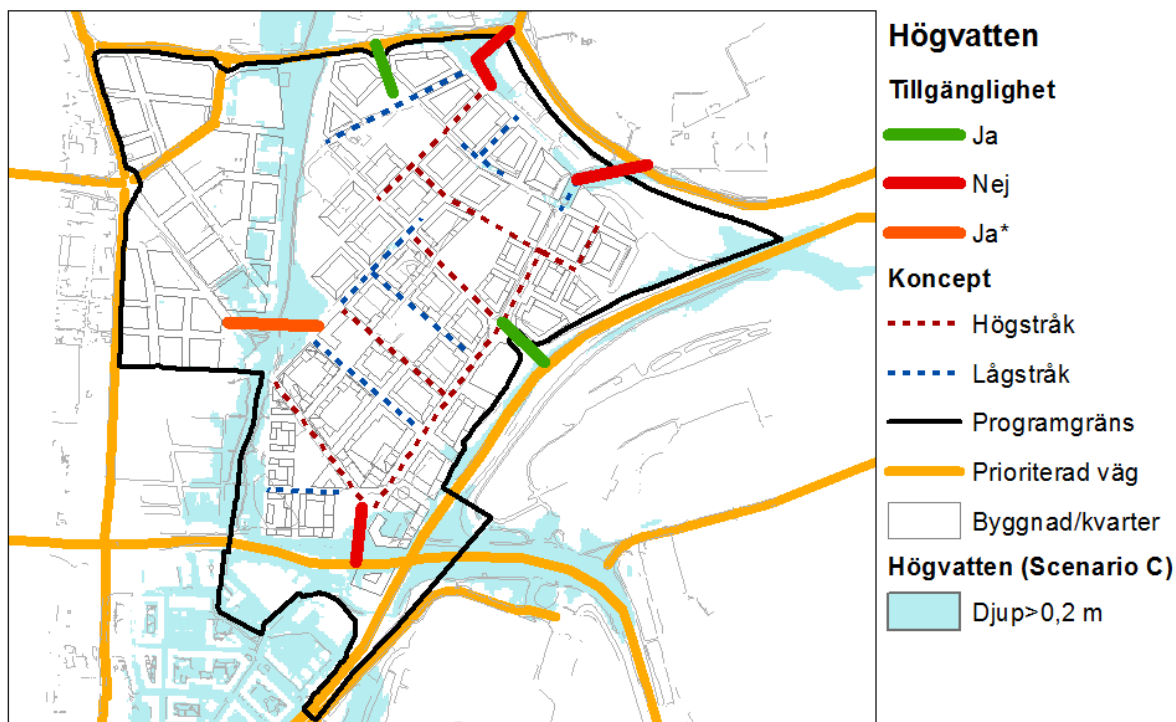 Högvatten
Tillgänglighet
Ja
Nej
Ja*
Koncept
Högstråk
Lågstråk
Programgräns
Prioriterad väg
Byggnad/kvarter
Högvatten (Scenario C)
Djup>0,2 m